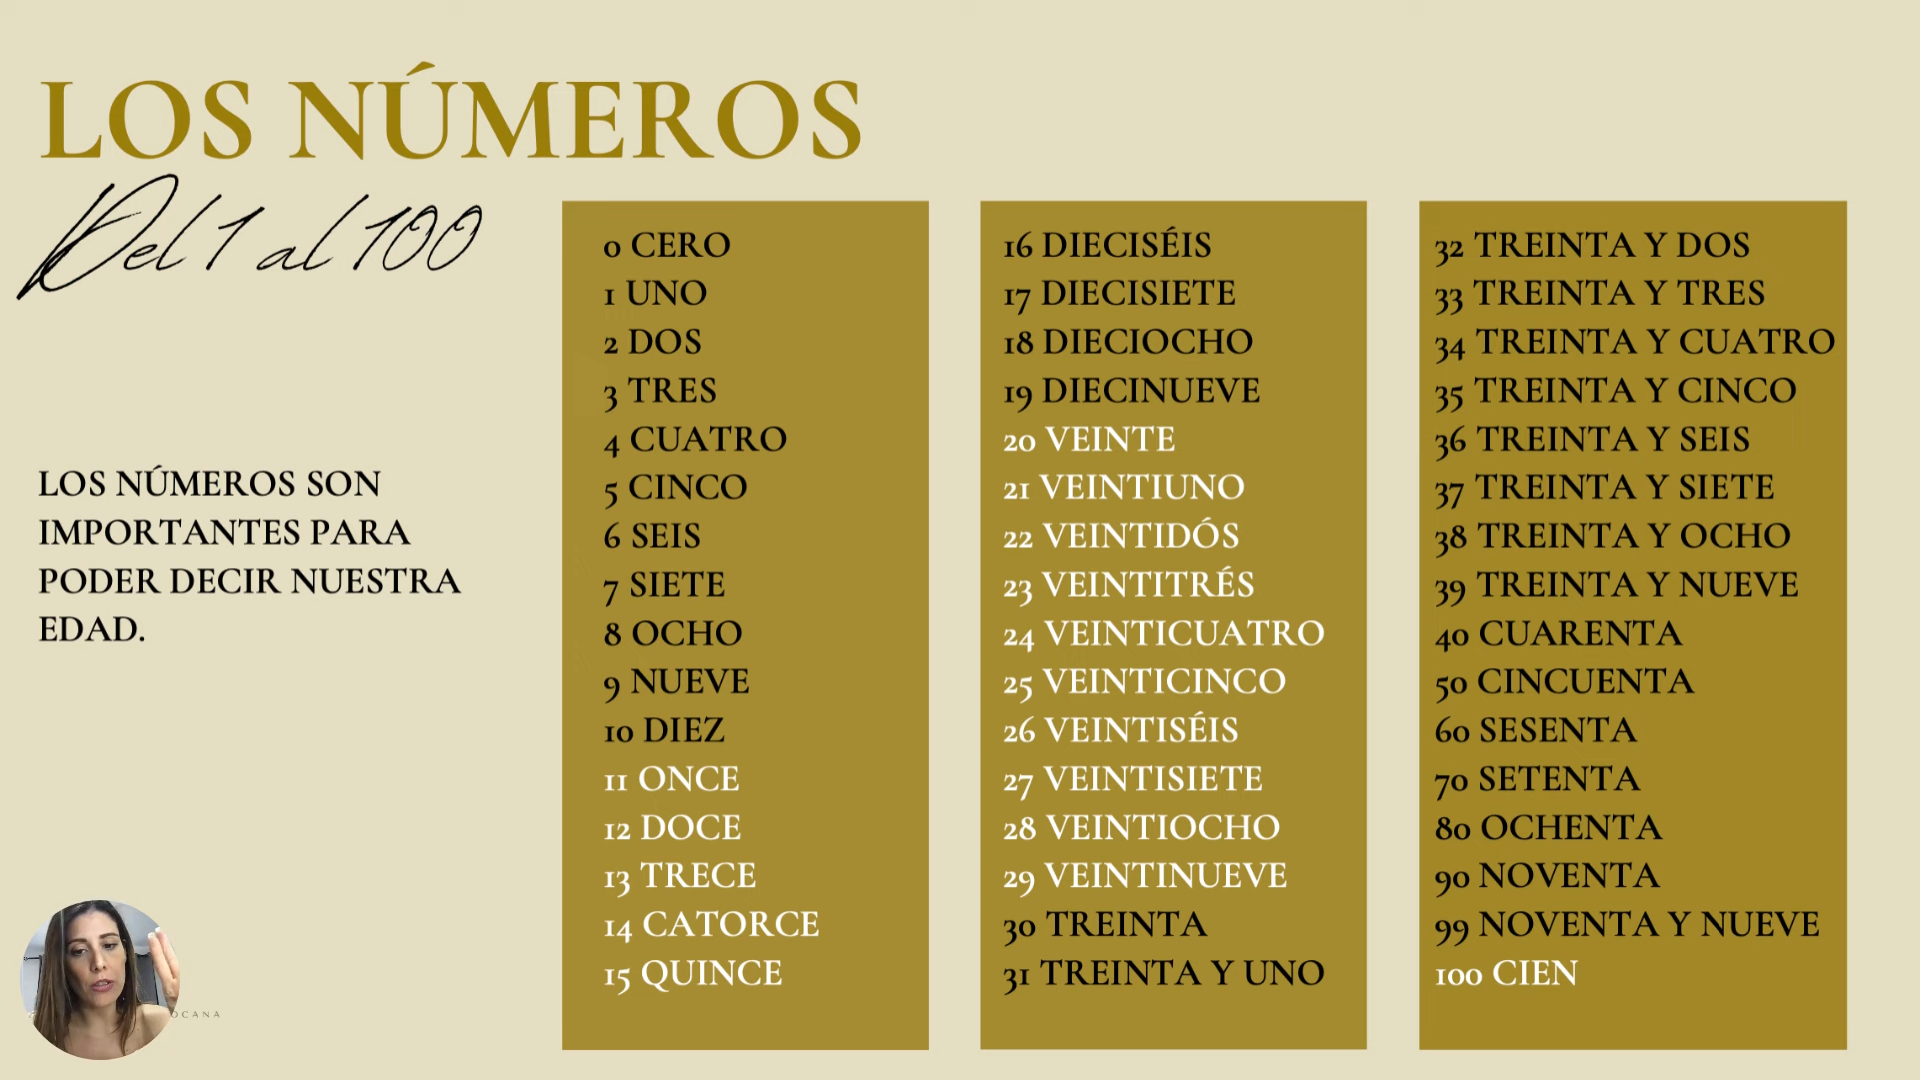 LOS NÚMEROS
Del 1 al 100
LOS NÚMEROS SON
IMPORTANTES PARA
PODER DECIR NUESTRA
EDAD.
0 CERO
1 UNO
2 DOS
3 TRES
4 CUATRO
5 CINCO
6 SEIS
7 SIETE
8 OCHO
9 NUEVE
10 DIEZ
11 ONCE
12 DOCE
13 TRECE
14 CATORCE
15 QUINCE
16 DIECISÉIS
17 DIECISIETE
18 DIECIOCHO
19 DIECINUEVE
20 VEINTE
21 VEINTIUNO
22 VEINTIDÓS
23 VEINTITRÉS
24 VEINTICUATRO
25 VEINTICINCO
26 VEINTISÉIS
27 VEINTISIETE
28 VEINTIOCHO
29 VEINTINUEVE
30 TREINTA
31 TREINTA Y UNO
32 TREINTA Y DOS
33 TREINTA Y TRES
34 TREINTA Y CUATRO
35 TREINTA Y CINCO
36 TREINTA Y SEIS
37 TREINTA Y SIETE
38 TREINTA Y OCHO
39 TREINTA Y NUEVE
40 CUARENTA
50 CINCUENTA
60 SESENTA
70 SETENTA
80 OCHENTA
90 NOVENTA
99 NOVENTA Y NUEVE
100 CIEN